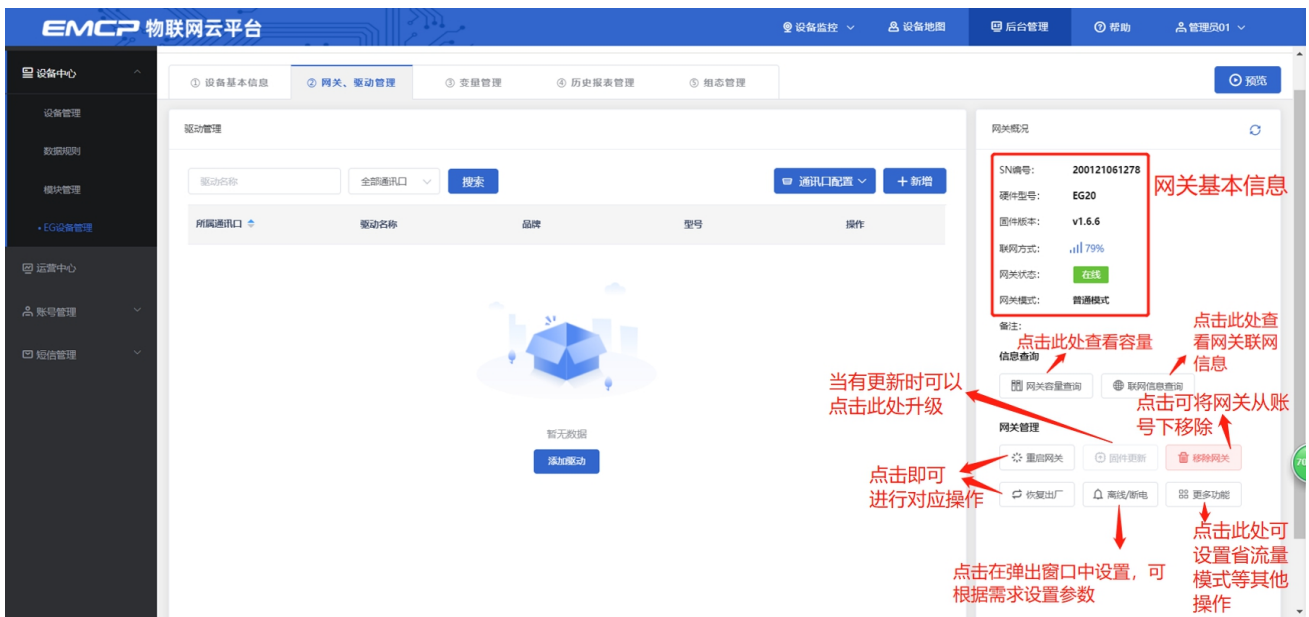 EMCP 物联网云平台
设备监控
设备地图
后台管理
帮助
管理员01
设备中心
设备管理
数据规则
模块管理
EG设备管理
运营中心
账号管理
短信管理
① 设备基本信息
② 网关、驱动管理
③ 变量管理
④ 历史报表管理
⑤ 组态管理
预览
驱动管理
驱动名称
全部通讯口
搜索
通讯口配置
+ 新增
所属通讯口
驱动名称
品牌
型号
操作
暂无数据
添加驱动
网关概况
SN编号： 200121061278
硬件型号： EG20
固件版本： v1.6.6
联网方式： 79%
网关状态： 在线
网关模式： 普通模式
备注：
网关基本信息
点击此处查看容量
点击此处查
看网关联网
信息
信息查询
网关容量查询
联网信息查询
当有更新时可以
点击此处升级
点击可将网关从账
号下移除
网关管理
重启网关
固件更新
移除网关
点击即可
进行对应操作
恢复出厂
离线/断电
更多功能
点击在弹出窗口中设置，可
根据需求设置参数
点击此处可
设置省流量
模式等其他
操作
70